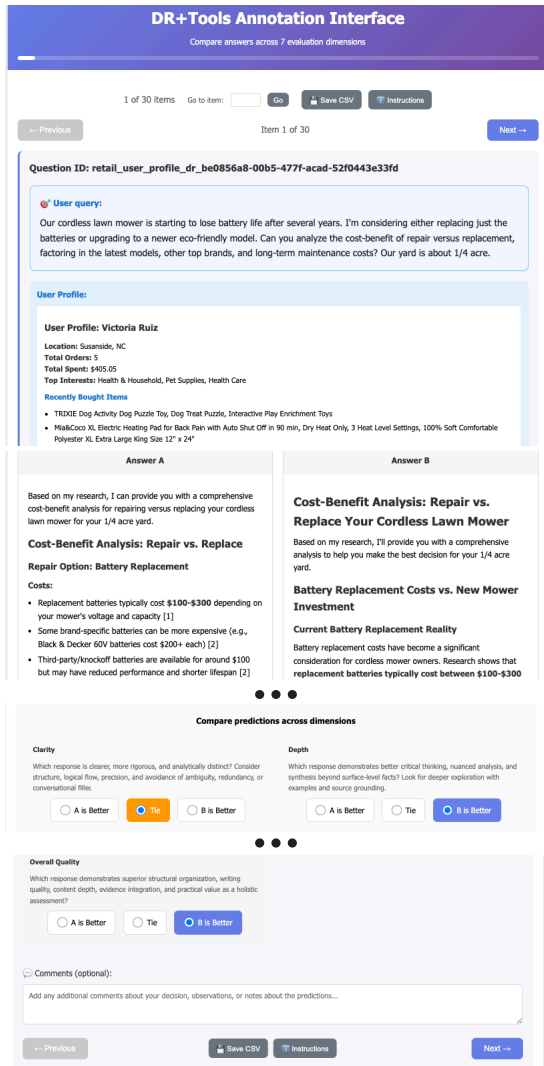 DR+Tools Annotation Interface
Compare answers across 7 evaluation dimensions
1 of 30 items Go to item: Go 💾 Save CSV Instructions
← Previous Item 1 of 30 Next →
Question ID: retail_user_profile_dr_be0856a8-00b5-477f-acad-52f0443e33fd
🎯 User query:
Our cordless lawn mower is starting to lose battery life after several years. I'm considering either replacing just the
batteries or upgrading to a newer eco-friendly model. Can you analyze the cost-benefit of repair versus replacement,
factoring in the latest models, other top brands, and long-term maintenance costs? Our yard is about 1/4 acre.
User Profile:
User Profile: Victoria Ruiz
Location: Susanside, NC
Total Orders: 5
Total Spent: $405.05
Top Interests: Health & Household, Pet Supplies, Health Care
Recently Bought Items
• TRIXIE Dog Activity Dog Puzzle Toy, Dog Treat Puzzle, Interactive Play Enrichment Toys
• Mia&Coco XL Electric Heating Pad for Back Pain with Auto Shut Off in 90 min, Dry Heat Only, 3 Heat Level Settings, 100% Soft Comfortable
Polyester XL Extra Large King Size 12" x 24"
Answer A
Based on my research, I can provide you with a comprehensive
cost-benefit analysis for repairing versus replacing your cordless
lawn mower for your 1/4 acre yard.
Cost-Benefit Analysis: Repair vs. Replace
Repair Option: Battery Replacement
Costs:
• Replacement batteries typically cost $100-$300 depending on
your mower's voltage and capacity [1]
• Some brand-specific batteries can be more expensive (e.g.,
Black & Decker 60V batteries cost $200+ each) [2]
• Third-party/knockoff batteries are available for around $100
but may have reduced performance and shorter lifespan [2]
Answer B
Cost-Benefit Analysis: Repair vs.
Replace Your Cordless Lawn Mower
Based on my research, I'll provide you with a comprehensive
analysis to help you make the best decision for your 1/4 acre
yard.
Battery Replacement Costs vs. New Mower
Investment
Current Battery Replacement Reality
Battery replacement costs have become a significant
consideration for cordless mower owners. Research shows that
replacement batteries typically cost between $100-$300
Compare predictions across dimensions
Clarity
Which response is clearer, more rigorous, and analytically distinct? Consider
structure, logical flow, precision, and avoidance of ambiguity, redundancy, or
conversational filler.
A is Better Tie B is Better
Depth
Which response demonstrates better critical thinking, nuanced analysis, and
synthesis beyond surface-level facts? Look for deeper exploration with
examples and source grounding.
A is Better Tie B is Better
Overall Quality
Which response demonstrates superior structural organization, writing
quality, content depth, evidence integration, and practical value as a holistic
assessment?
A is Better Tie B is Better
💬 Comments (optional):
Add any additional comments about your decision, observations, or notes about the predictions...
← Previous 💾 Save CSV Instructions Next →